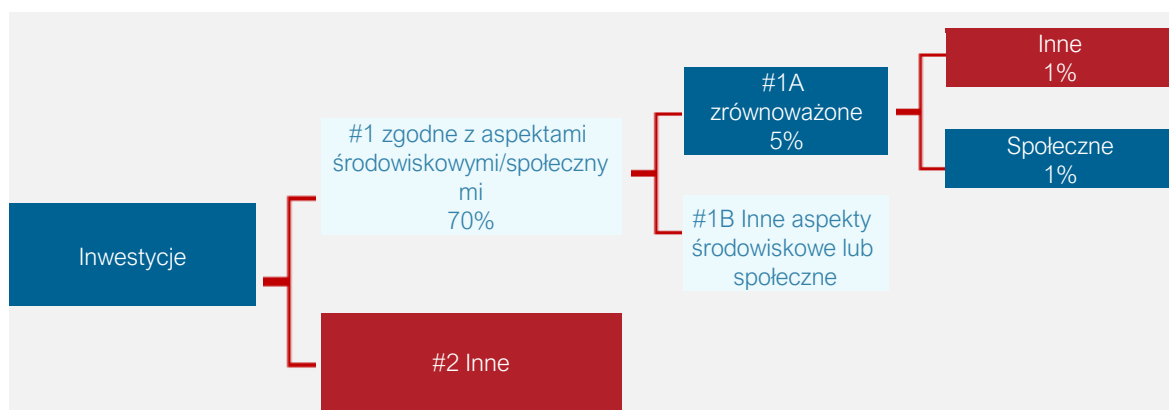 Inwestycje
#1 zgodne z aspektami
środowiskowymi/społeczny
mi
70%
#2 Inne
#1A
zrównoważone
5%
#1B Inne aspekty
środowiskowe lub
społeczne
Inne
1%
Społeczne
1%